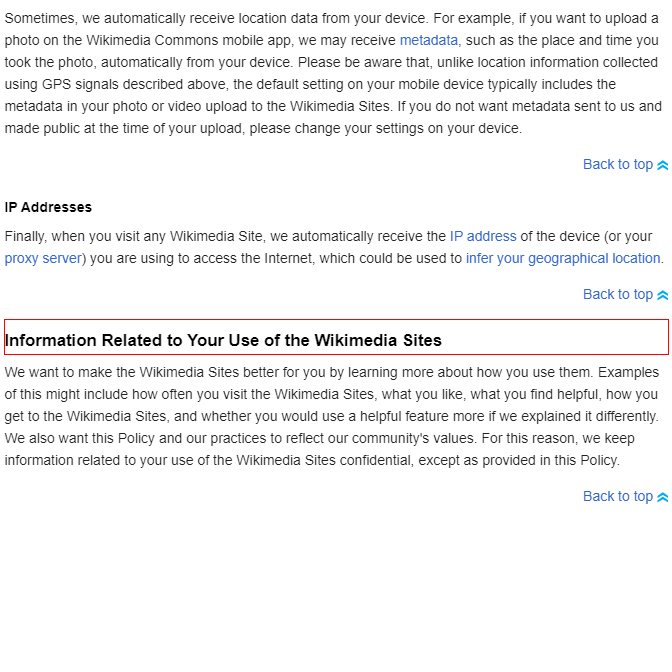 Sometimes, we automatically receive location data from your device. For example, if you want to upload a
photo on the Wikimedia Commons mobile app, we may receive metadata, such as the place and time you
took the photo, automatically from your device. Please be aware that, unlike location information collected
using GPS signals described above, the default setting on your mobile device typically includes the
metadata in your photo or video upload to the Wikimedia Sites. If you do not want metadata sent to us and
made public at the time of your upload, please change your settings on your device.
Back to top
IP Addresses
Finally, when you visit any Wikimedia Site, we automatically receive the IP address of the device (or your
proxy server) you are using to access the Internet, which could be used to infer your geographical location.
Back to top
Information Related to Your Use of the Wikimedia Sites
We want to make the Wikimedia Sites better for you by learning more about how you use them. Examples
of this might include how often you visit the Wikimedia Sites, what you like, what you find helpful, how you
get to the Wikimedia Sites, and whether you would use a helpful feature more if we explained it differently.
We also want this Policy and our practices to reflect our community's values. For this reason, we keep
information related to your use of the Wikimedia Sites confidential, except as provided in this Policy.
Back to top